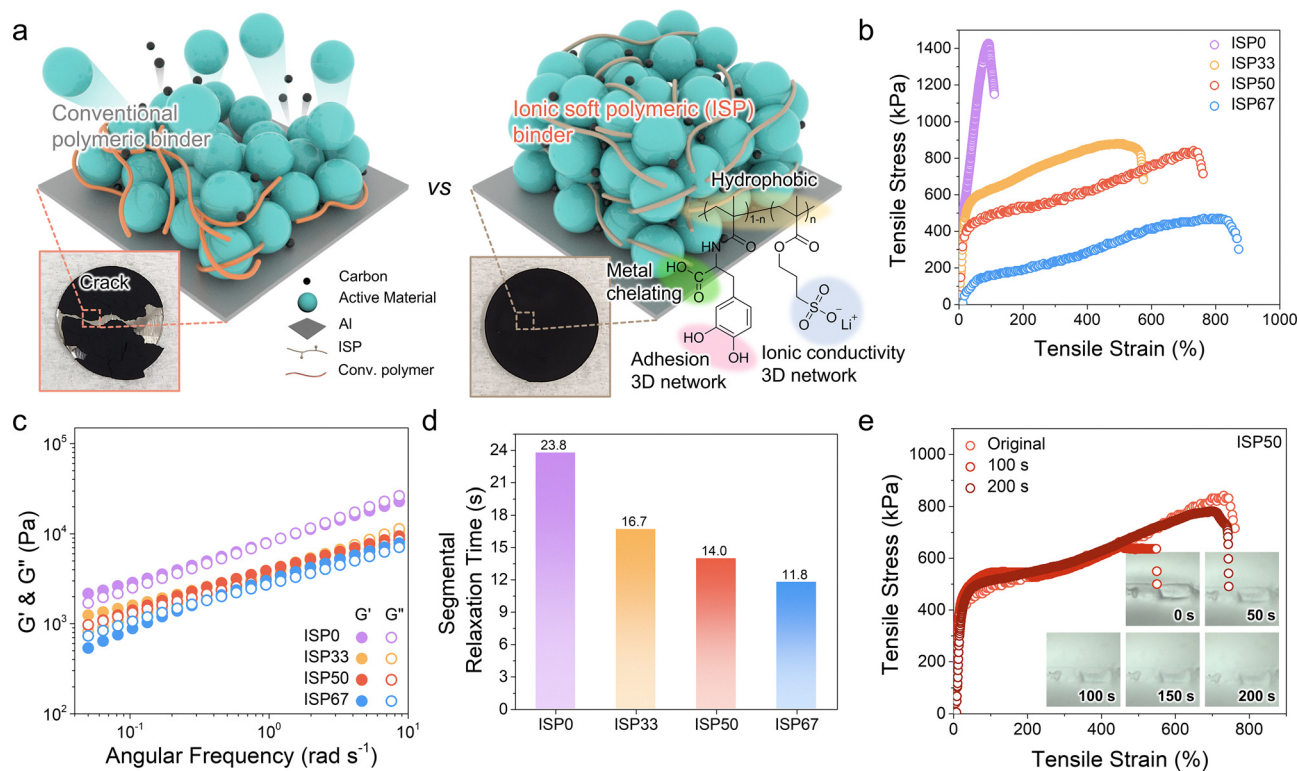 a
Conventional
polymeric binder
Crack
Carbon
Active Material
Al
ISP
Conv. polymer
vs
Ionic soft polymeric (ISP)
binder
Hydrophobic
1-n
n
Metal
chelating
HO
O
NH
O
O
O
O
S
O
O⁻
Li⁺
HO
OH
Adhesion
3D network
Ionic conductivity
3D network
b
Tensile Stress (kPa)
1400
1200
1000
800
600
400
200
0
0 200 400 600 800 1000
Tensile Strain (%)
ISP0
ISP33
ISP50
ISP67
c
G' & G" (Pa)
10⁵
10⁴
10³
10²
10⁻¹ 10⁰ 10¹
Angular Frequency (rad s⁻¹)
G' G"
ISP0
ISP33
ISP50
ISP67
d
Segmental
Relaxation Time (s)
24
21
18
15
12
9
6
3
0
23.8
16.7
14.0
11.8
ISP0 ISP33 ISP50 ISP67
e
Tensile Stress (kPa)
1000
800
600
400
200
0
0 200 400 600 800
Tensile Strain (%)
Original
100 s
200 s
ISP50
0 s
50 s
100 s
150 s
200 s